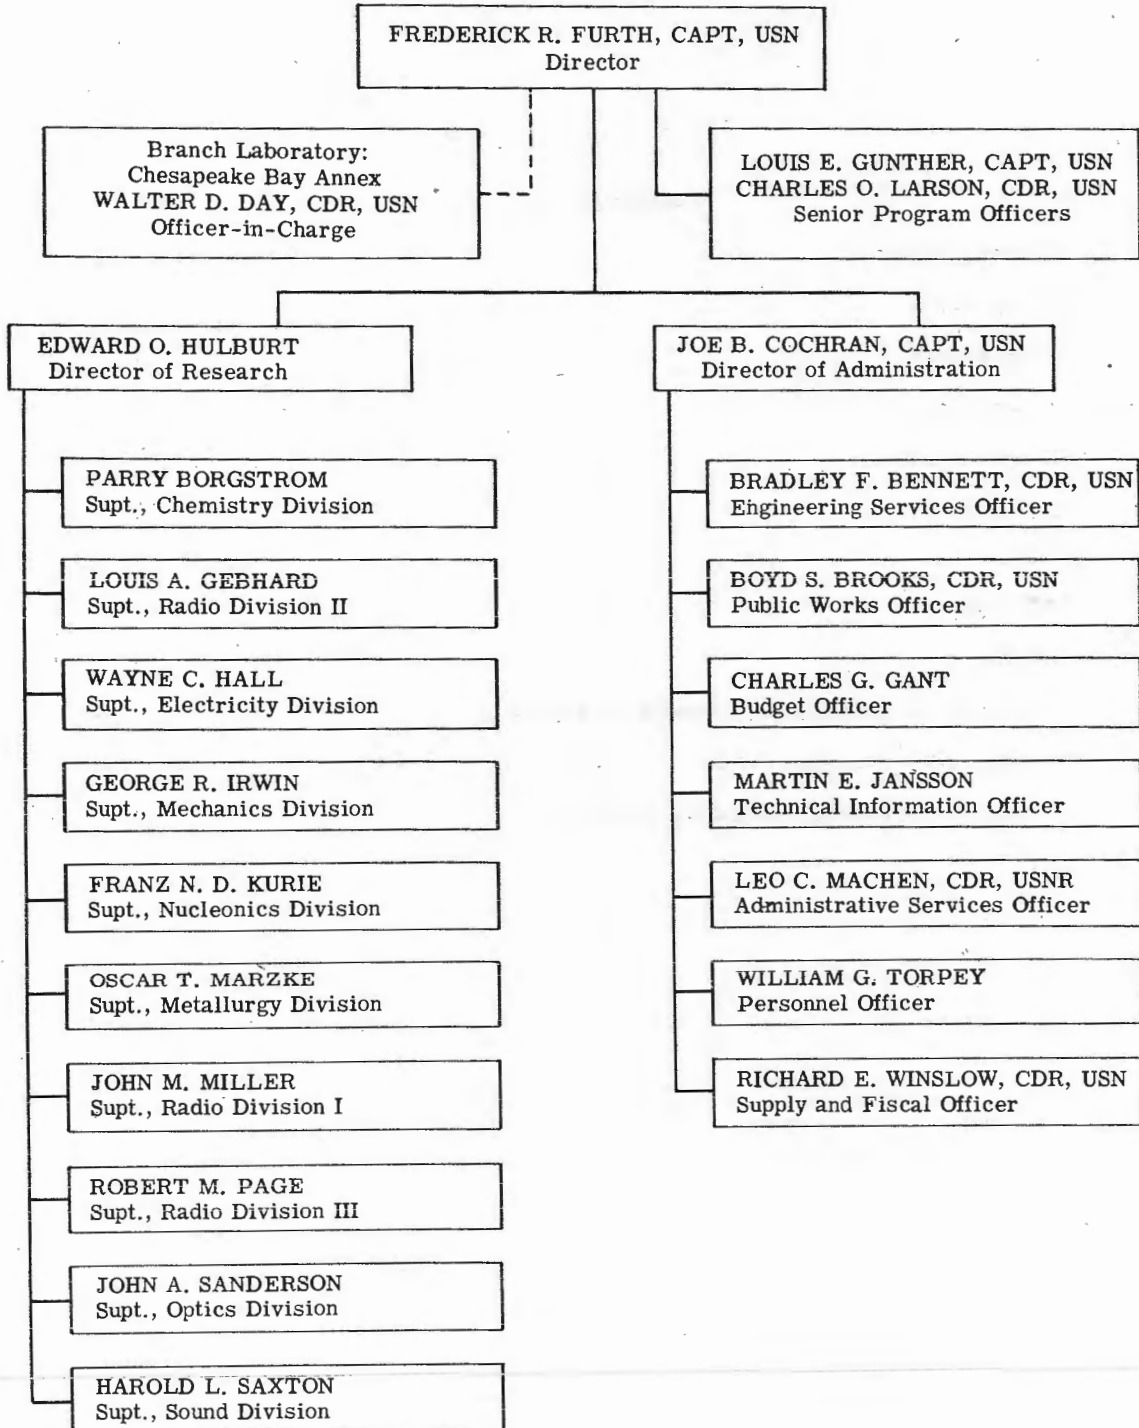 FREDERICK R. FURTH, CAPT, USN
Director
Branch Laboratory:
Chesapeake Bay Annex
WALTER D. DAY, CDR, USN
Officer-in-Charge
LOUIS E. GUNTHER, CAPT, USN
CHARLES O. LARSON, CDR, USN
Senior Program Officers
EDWARD O. HULBURT
Director of Research
JOE B. COCHRAN, CAPT, USN
Director of Administration
PARRY BORGSTROM
Supt., Chemistry Division
LOUIS A. GEBHARD
Supt., Radio Division II
WAYNE C. HALL
Supt., Electricity Division
GEORGE R. IRWIN
Supt., Mechanics Division
FRANZ N. D. KURIE
Supt., Nucleonics Division
OSCAR T. MARZKE
Supt., Metallurgy Division
JOHN M. MILLER
Supt., Radio Division I
ROBERT M. PAGE
Supt., Radio Division III
JOHN A. SANDERSON
Supt., Optics Division
HAROLD L. SAXTON
Supt., Sound Division
BRADLEY F. BENNETT, CDR, USN
Engineering Services Officer
BOYD S. BROOKS, CDR, USN
Public Works Officer
CHARLES G. GANT
Budget Officer
MARTIN E. JANSSON
Technical Information Officer
LEO C. MACHEN, CDR, USNR
Administrative Services Officer
WILLIAM G. TORPEY
Personnel Officer
RICHARD E. WINSLOW, CDR, USN
Supply and Fiscal Officer